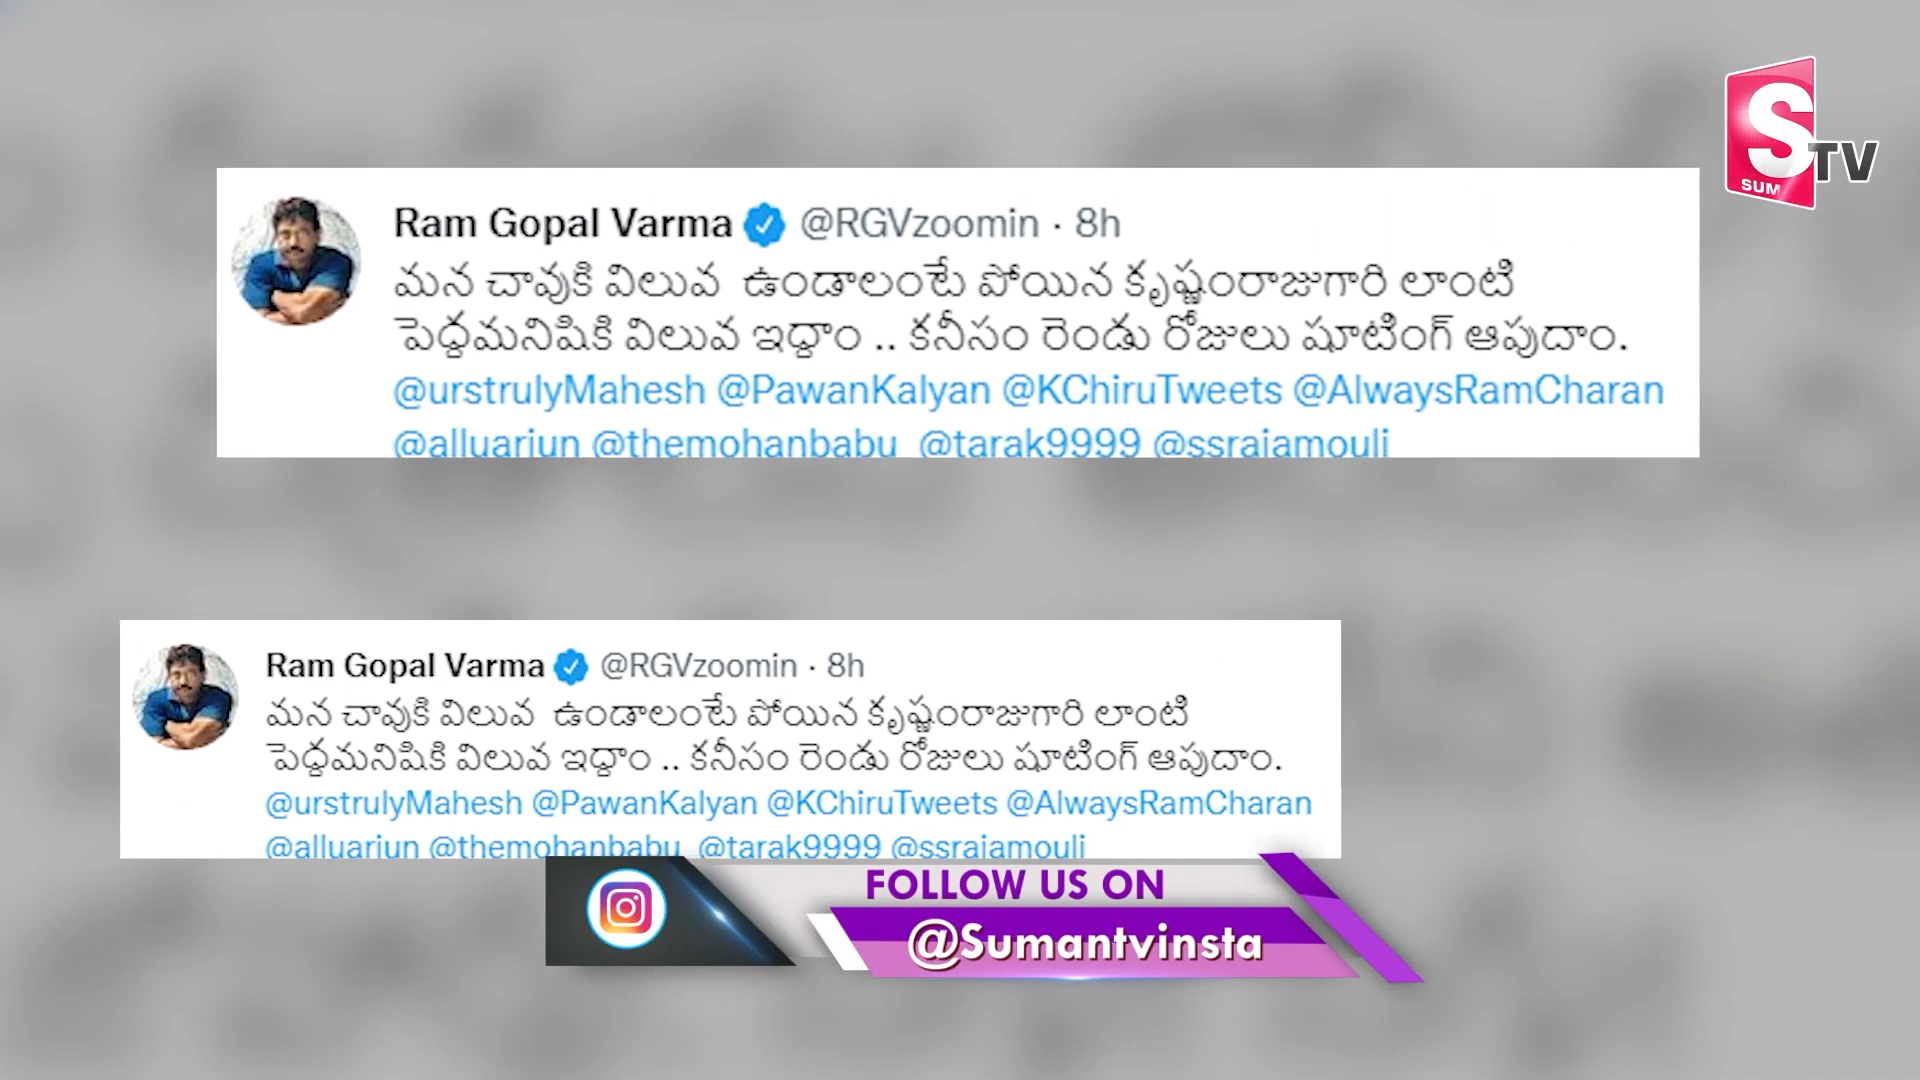 S
SUM
TV
Ram Gopal Varma @RGVzoomin · 8h
మన చావుకి విలువ ఉండాలంటే పోయిన కృష్ణంరాజుగారి లాంటి
పెద్దమనిషికి విలువ ఇద్దాం .. కనీసం రెండు రోజులు షూటింగ్ ఆపుదాం.
@urstrulyMahesh @PawanKalyan @KChiruTweets @AlwaysRamCharan
@alluarjun @themohanbabu @tarak9999 @ssrajamouli
Ram Gopal Varma @RGVzoomin · 8h
మన చావుకి విలువ ఉండాలంటే పోయిన కృష్ణంరాజుగారి లాంటి
పెద్దమనిషికి విలువ ఇద్దాం .. కనీసం రెండు రోజులు షూటింగ్ ఆపుదాం.
@urstrulyMahesh @PawanKalyan @KChiruTweets @AlwaysRamCharan
@alluarjun @themohanbabu @tarak9999 @ssrajamouli
FOLLOW US ON
@Sumantvinsta